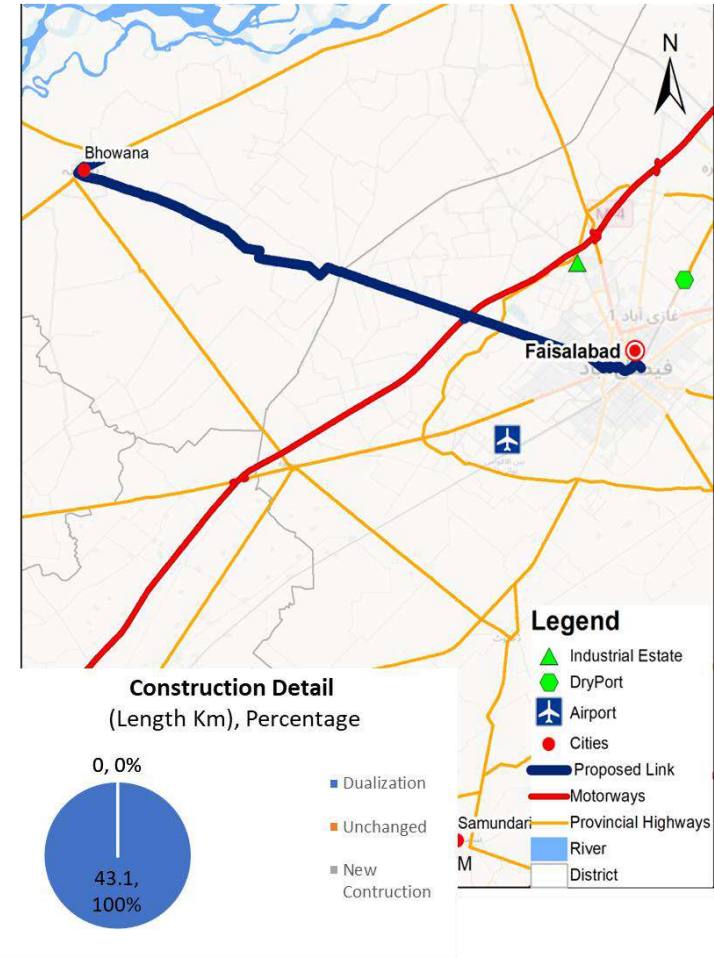 N
Bhowana
M-4
غازی آباد 1
Faisalabad
فیصل آباد
Legend
Industrial Estate
DryPort
Airport
Cities
Proposed Link
Motorways
Provincial Highways
River
District
Samundari
M
Construction Detail
(Length Km), Percentage
0, 0%
43.1,
100%
Dualization
Unchanged
New
Contruction